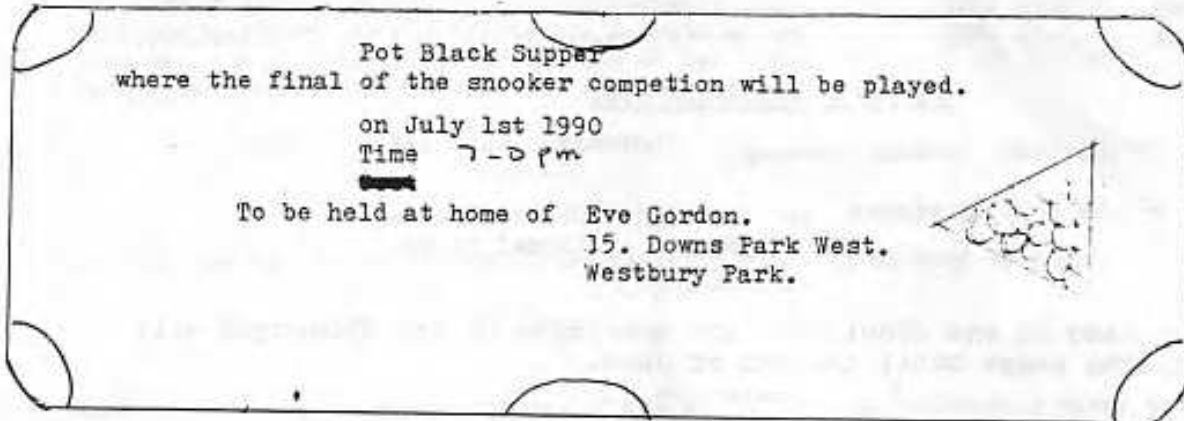 Pot Black Supper
where the final of the snooker competion will be played.
on July 1st 1990
Time 7-0 pm
To be held at home of Eve Gordon.
15. Downs Park West.
Westbury Park.